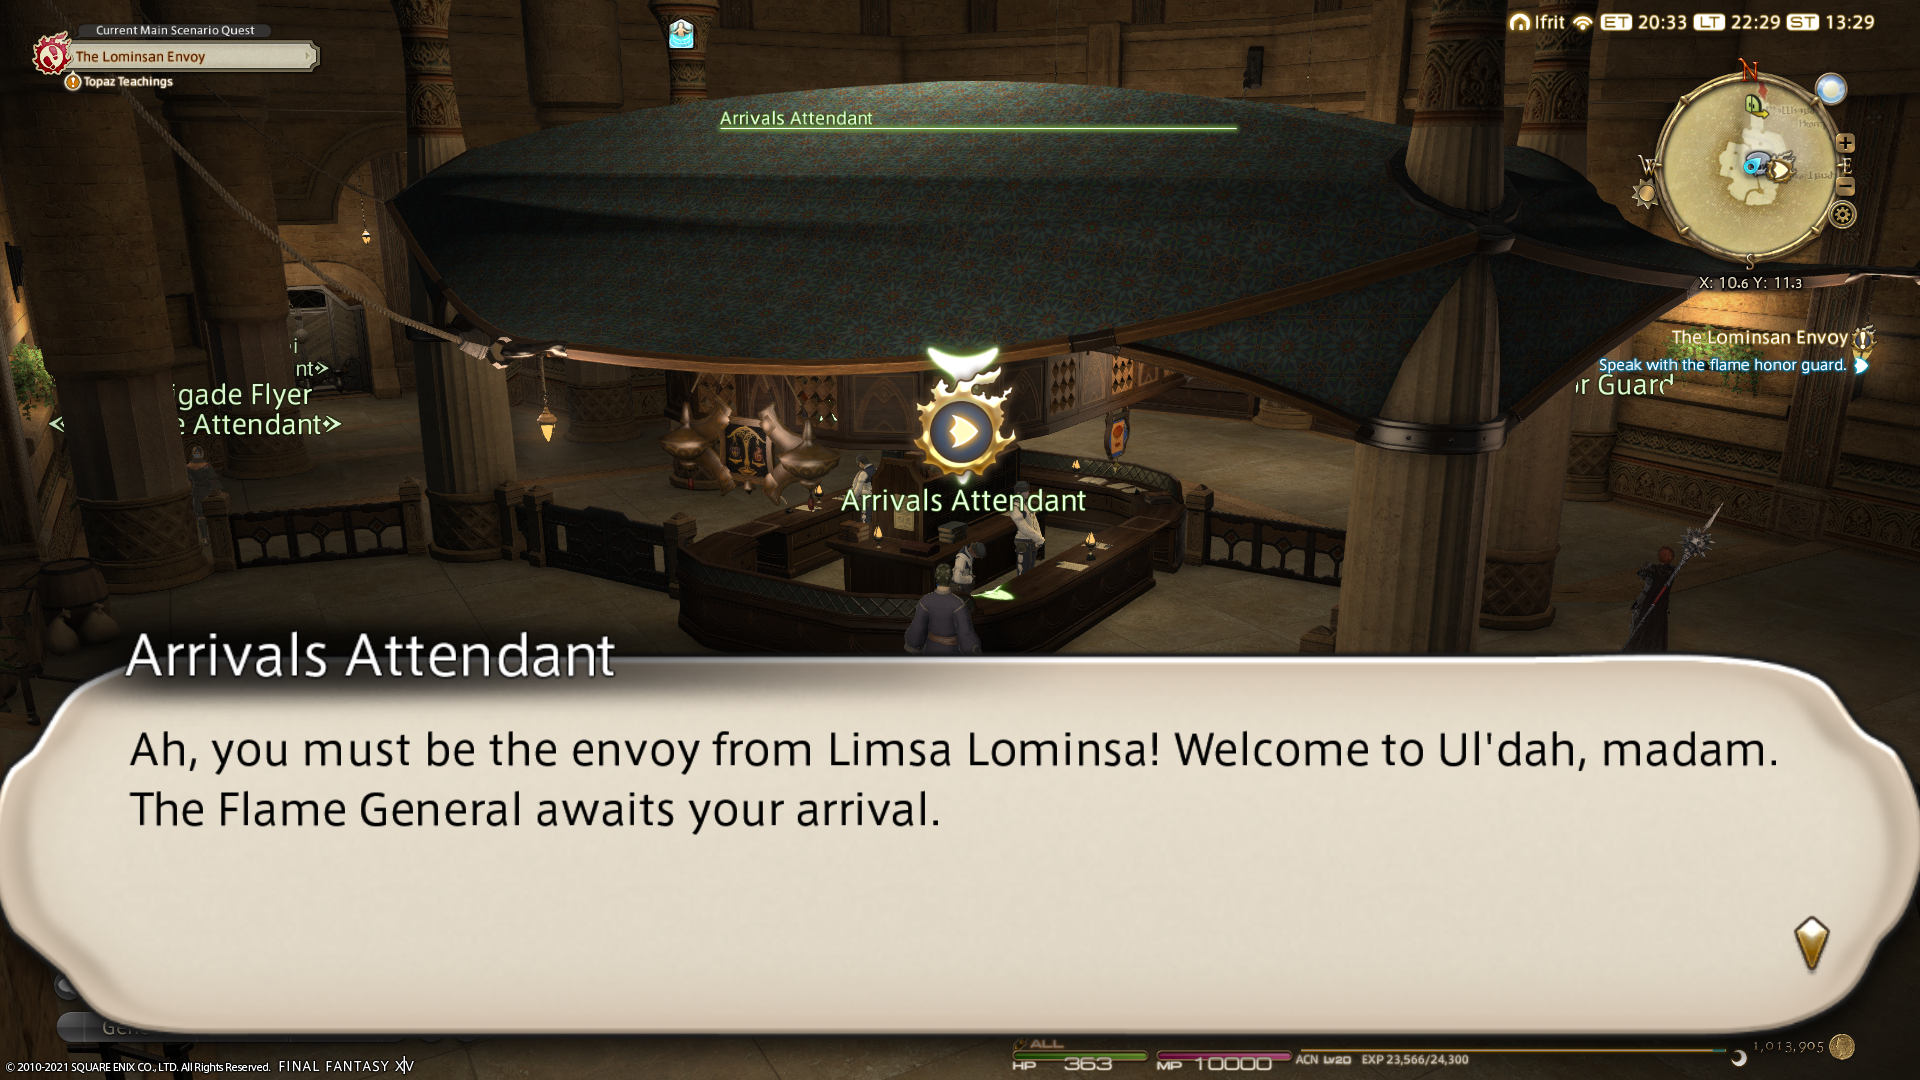 Current Main Scenario Quest
The Lominsan Envoy
Topaz Teachings
Ifrit ET 20:33 LT 22:29 ST 13:29
N
W
E
S
X: 10.6 Y: 11.3
Arrivals Attendant
The Lominsan Envoy
Speak with the flame honor guard.
r Guard
nt
gade Flyer
e Attendant
Arrivals Attendant
Arrivals Attendant
Ah, you must be the envoy from Limsa Lominsa! Welcome to Ul'dah, madam.
The Flame General awaits your arrival.
Gen
ALL
HP 363 MP 10000 ACN Lv20 EXP 23,566/24,300
1,013,905
© 2010-2021 SQUARE ENIX CO., LTD. All Rights Reserved. FINAL FANTASY XIV